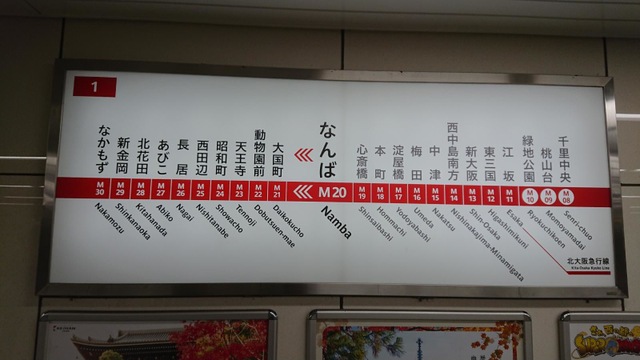 1
なかもず 新金岡 北花田 あびこ 長居 西田辺 昭和町 天王寺 動物園前 大国町 なんば 心斎橋 本町 淀屋橋 梅田 中津 西中島南方 新大阪 東三国 江坂 緑地公園 桃山台 千里中央
M30 M29 M28 M27 M26 M25 M24 M23 M22 M21 M20 M19 M18 M17 M16 M15 M14 M13 M12 M11 M10 M09 M08
Nakamozu Shinkanaoka Kitahanada Abiko Nagai Nishitanabe Showacho Tennoji Dobutsuen-mae Daikokucho Namba Shinsaibashi Hommachi Yodoyabashi Umeda Nakatsu Nishinakajima-Minamigata Shin-Osaka Higashimikuni Esaka Ryokuchikoen Momoyamadai Senri-chuo
北大阪急行線
Kita-Osaka Kyuko Line